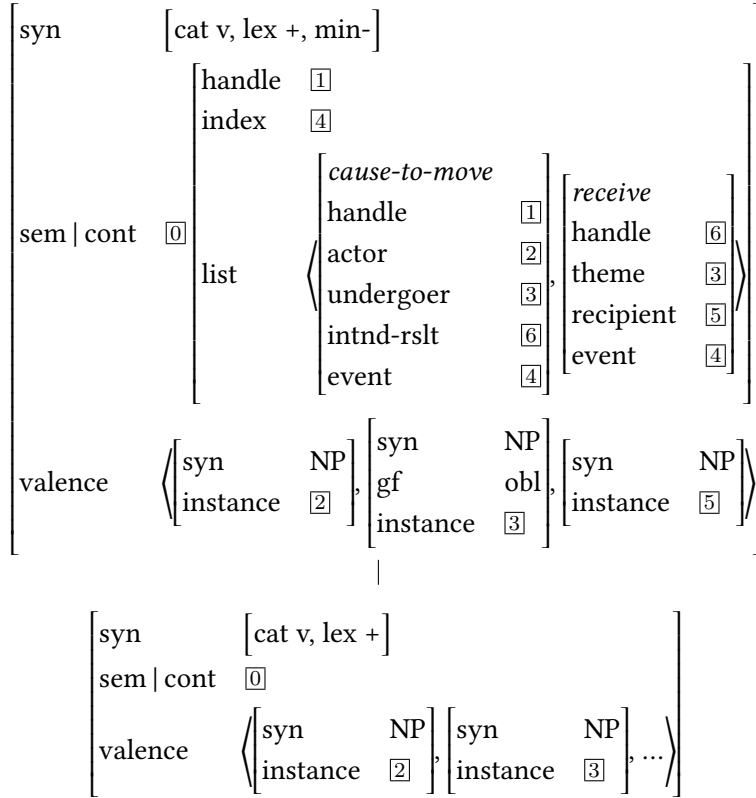 syn [cat v, lex +, min-]
handle 1
index 4
cause-to-move
handle 1
actor 2
undergoer 3
intnd-rslt 6
event 4
receive
handle 6
theme 3
recipient 5
event 4
sem | cont 0
list ⟨ , ⟩
valence ⟨[syn NP, instance 2], [syn NP, gf obl, instance 3], [syn NP, instance 5]⟩
syn [cat v, lex +]
sem | cont 0
valence ⟨[syn NP, instance 2], [syn NP, instance 3], ...⟩